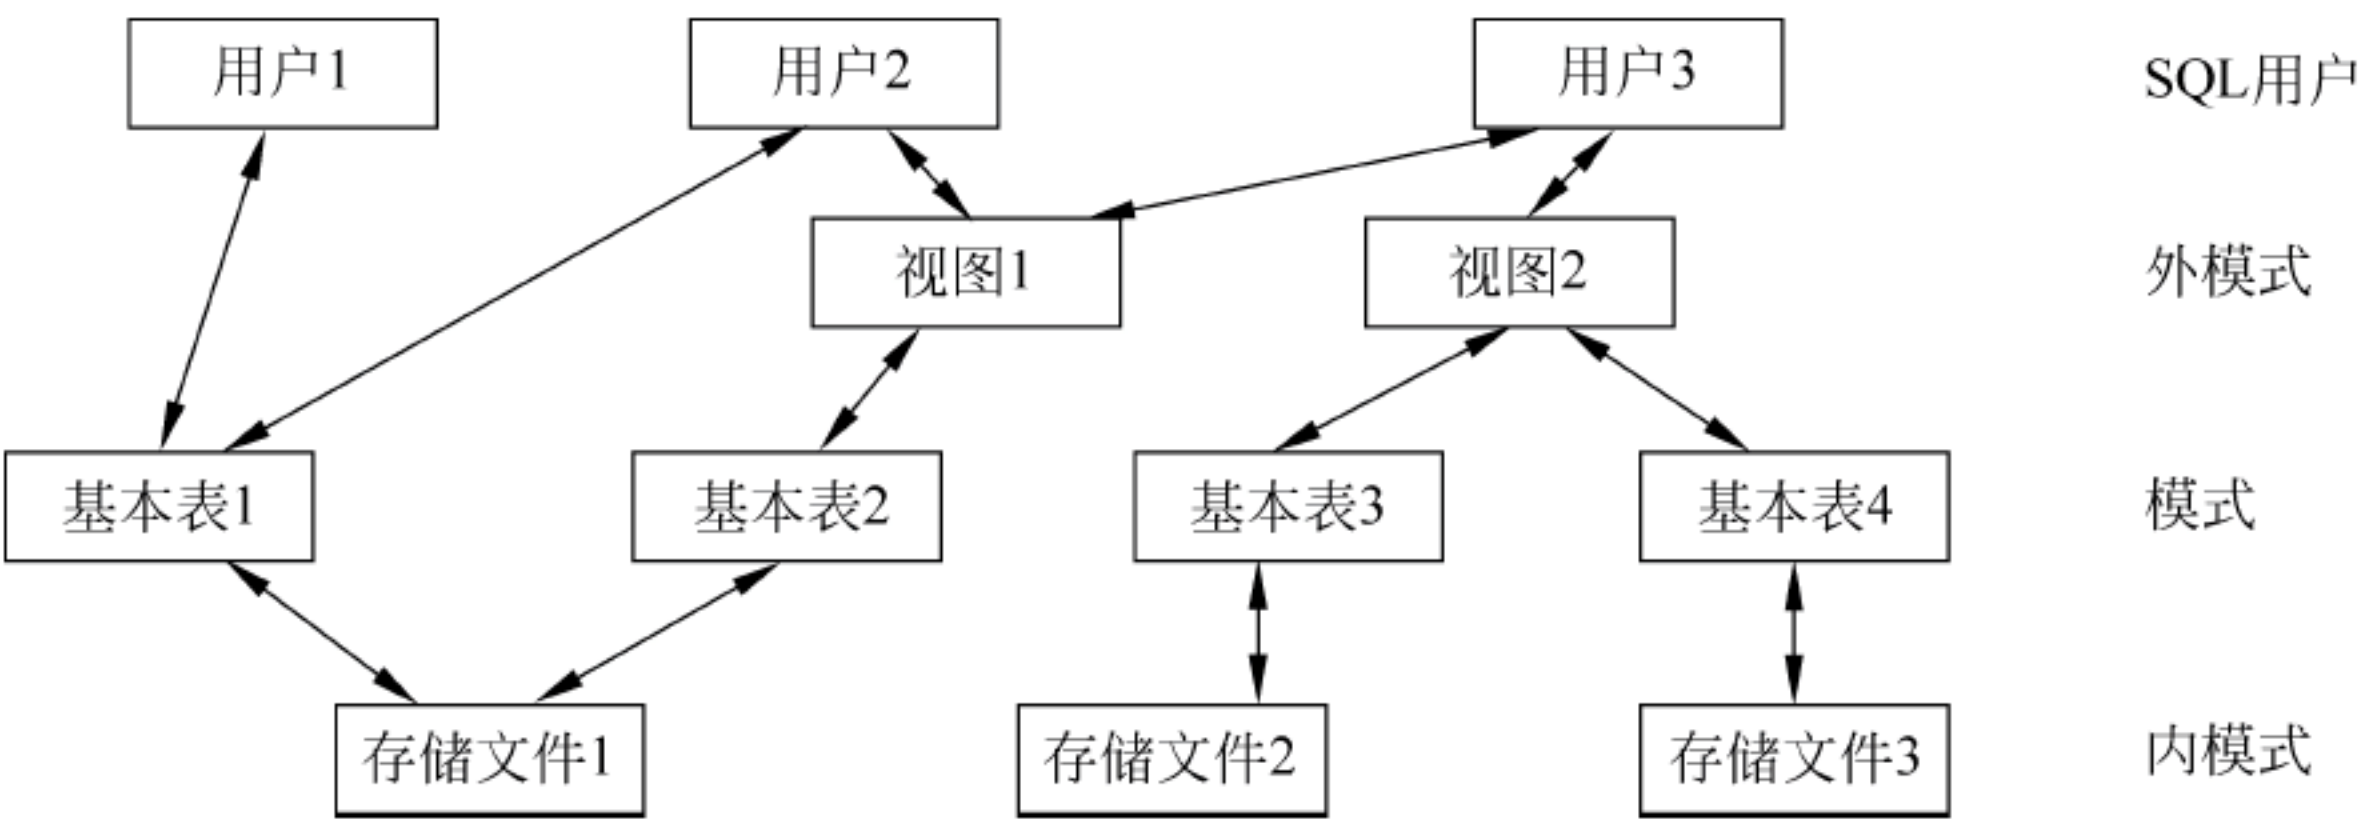 用户1 用户2 用户3 SQL用户
视图1 视图2 外模式
基本表1 基本表2 基本表3 基本表4 模式
存储文件1 存储文件2 存储文件3 内模式